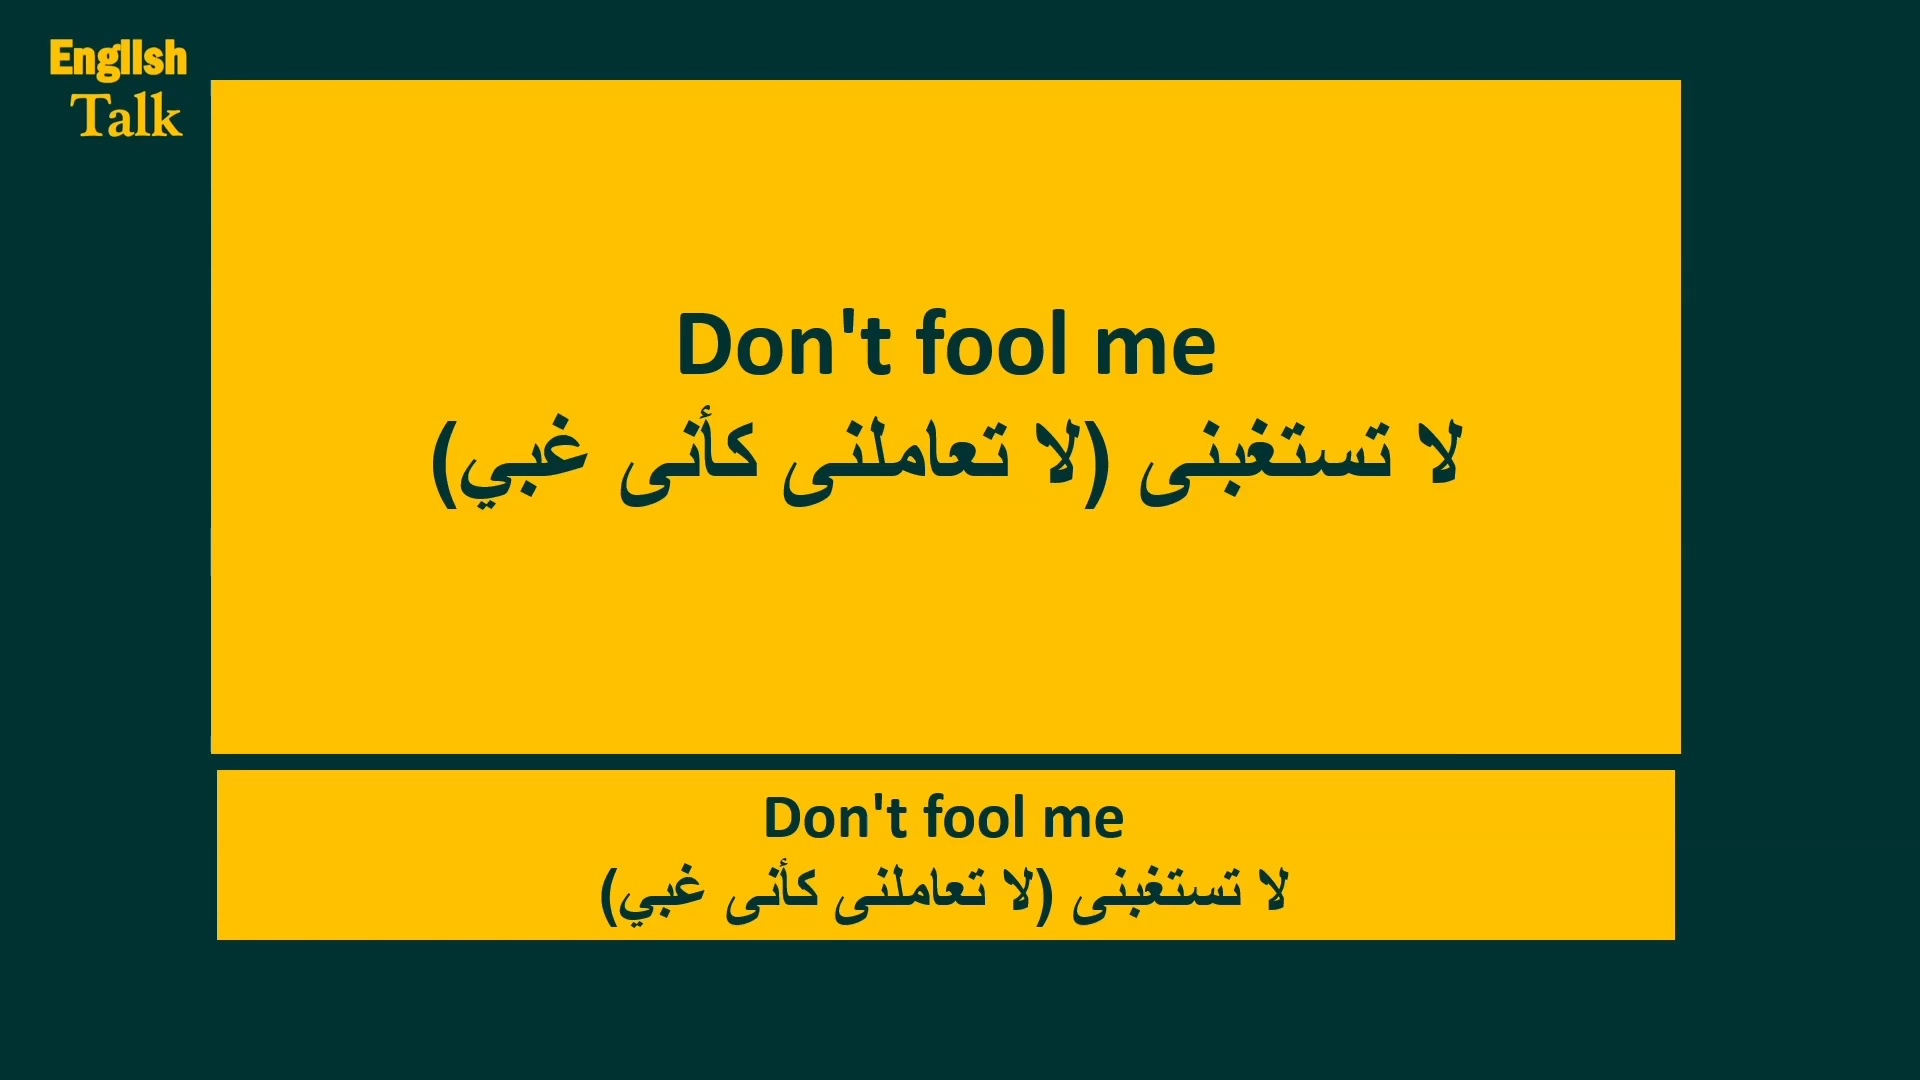 English
Talk
Don't fool me
لا تستغبنى (لا تعاملنى كأنى غبي)
Don't fool me
لا تستغبنى (لا تعاملنى كأنى غبي)